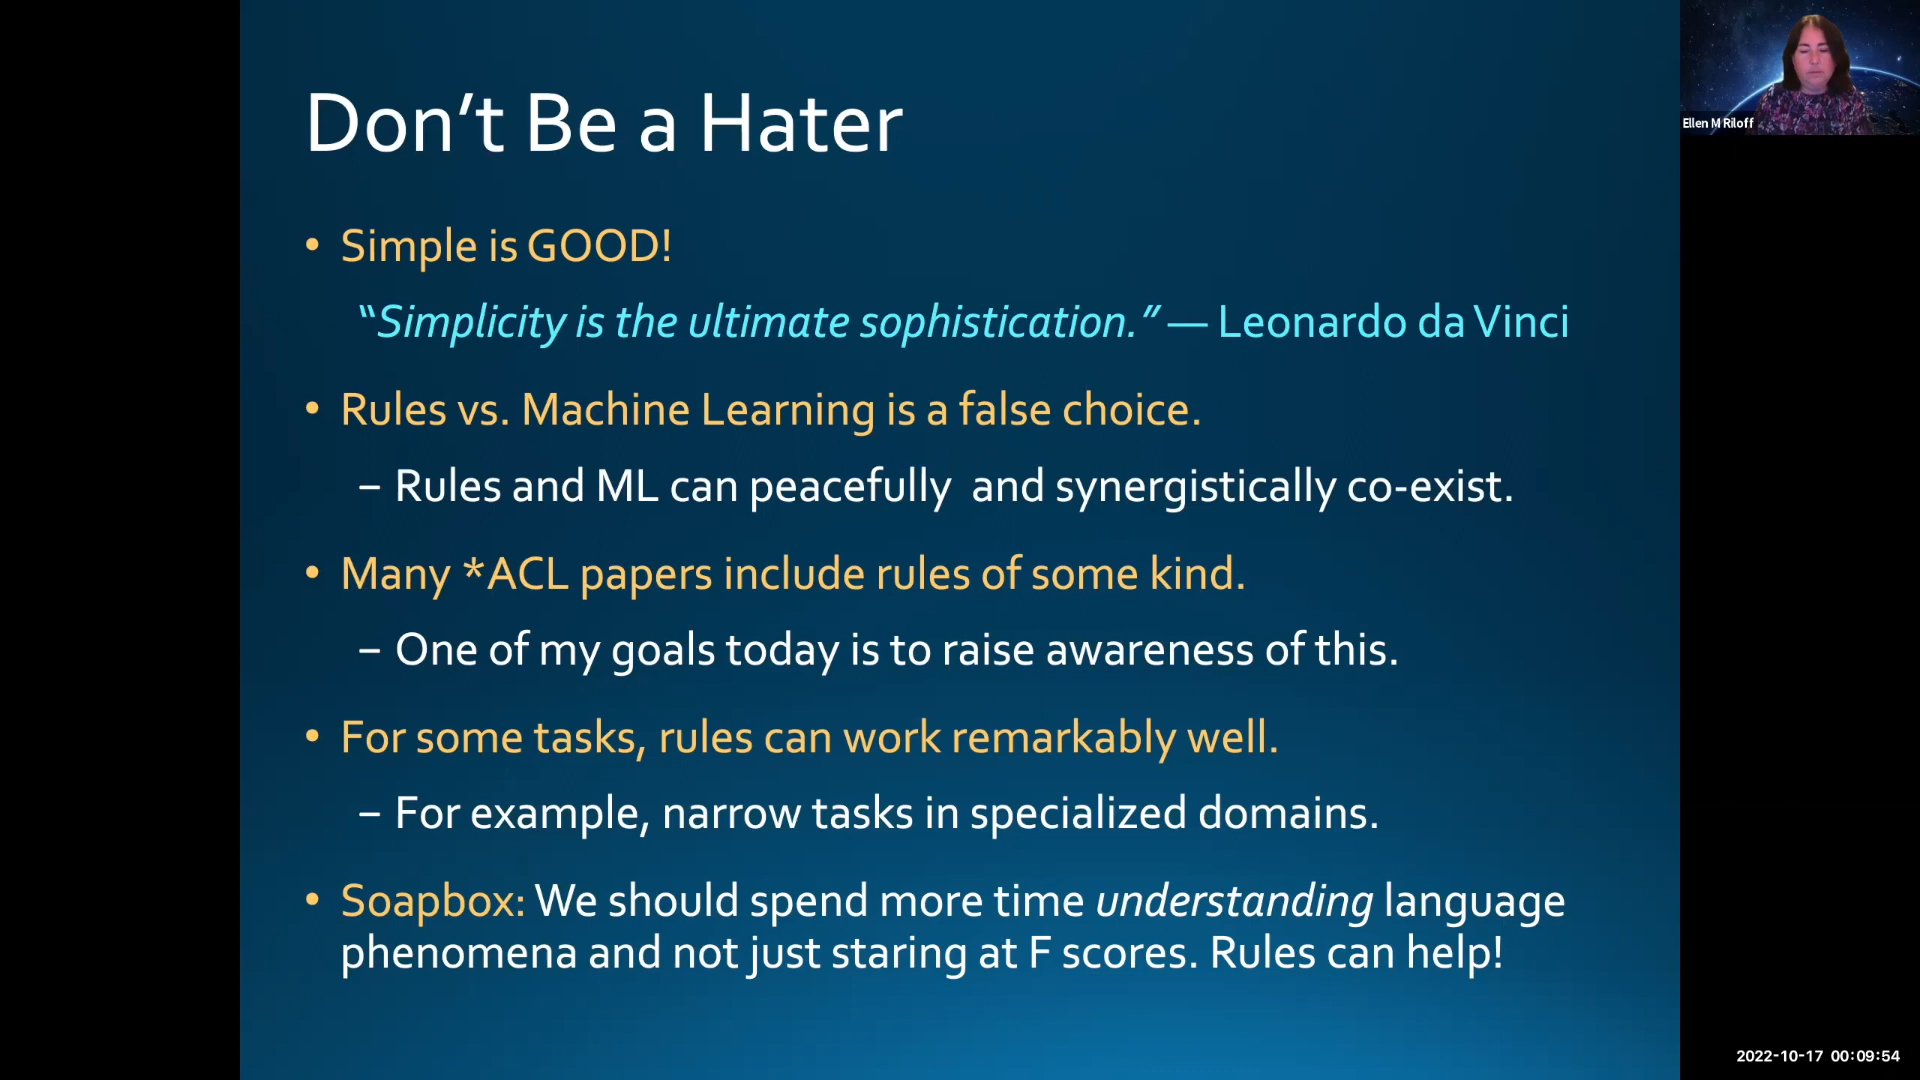 Don’t Be a Hater
• Simple is GOOD!
“Simplicity is the ultimate sophistication.” — Leonardo da Vinci
• Rules vs. Machine Learning is a false choice.
– Rules and ML can peacefully  and synergistically co-exist.
• Many *ACL papers include rules of some kind.
– One of my goals today is to raise awareness of this.
• For some tasks, rules can work remarkably well.
– For example, narrow tasks in specialized domains.
• Soapbox: We should spend more time understanding language
phenomena and not just staring at F scores. Rules can help!
Ellen M Riloff
2022-10-17 00:09:54